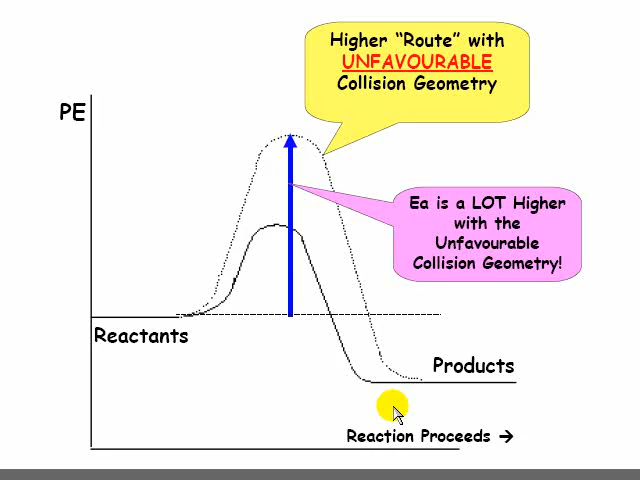 Higher “Route” with
UNFAVOURABLE
Collision Geometry
PE
Ea is a LOT Higher
with the
Unfavourable
Collision Geometry!
Reactants
Products
Reaction Proceeds →